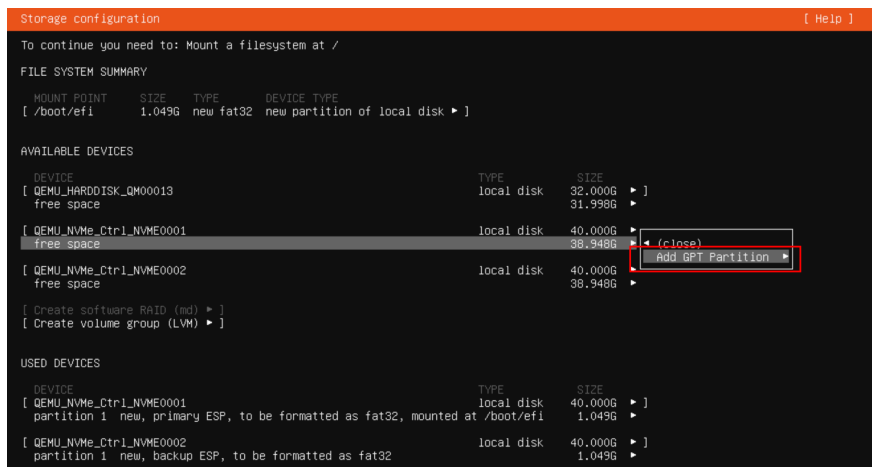 Storage configuration [ Help ]
To continue you need to: Mount a filesystem at /
FILE SYSTEM SUMMARY
MOUNT POINT SIZE TYPE DEVICE TYPE
[ /boot/efi 1.049G new fat32 new partition of local disk ▸ ]
AVAILABLE DEVICES
DEVICE TYPE SIZE
[ QEMU_HARDDISK_QM00013 local disk 32.000G ▸ ]
free space 31.998G ▸
[ QEMU_NVMe_Ctrl_NVME0001 local disk 40.000G ▸
free space 38.948G ▸ ◂ (close)
Add GPT Partition ▸
[ QEMU_NVMe_Ctrl_NVME0002 local disk 40.000G ▸
free space 38.948G ▸
[ Create software RAID (md) ▸ ]
[ Create volume group (LVM) ▸ ]
USED DEVICES
DEVICE TYPE SIZE
[ QEMU_NVMe_Ctrl_NVME0001 local disk 40.000G ▸ ]
partition 1 new, primary ESP, to be formatted as fat32, mounted at /boot/efi 1.049G ▸
[ QEMU_NVMe_Ctrl_NVME0002 local disk 40.000G ▸ ]
partition 1 new, backup ESP, to be formatted as fat32 1.049G ▸